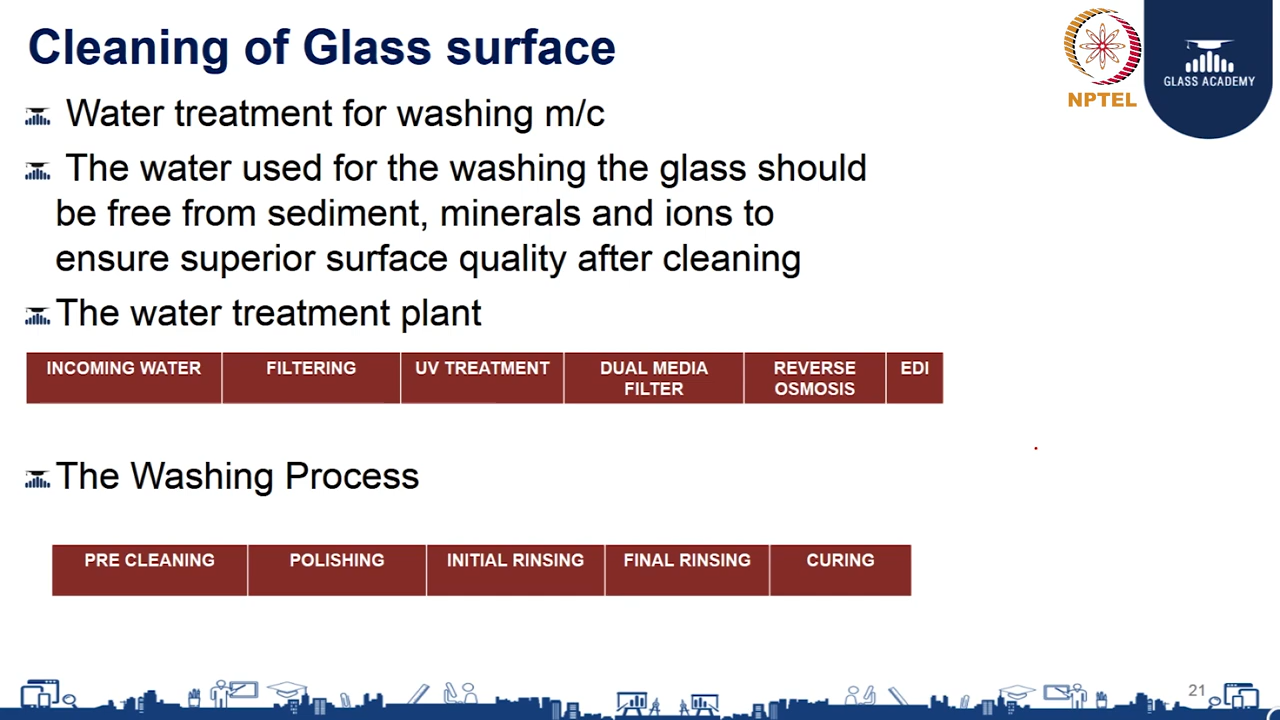 Cleaning of Glass surface
NPTEL
GLASS ACADEMY
Water treatment for washing m/c
The water used for the washing the glass should
be free from sediment, minerals and ions to
ensure superior surface quality after cleaning
The water treatment plant
INCOMING WATER
FILTERING
UV TREATMENT
DUAL MEDIA
FILTER
REVERSE
OSMOSIS
EDI
The Washing Process
PRE CLEANING
POLISHING
INITIAL RINSING
FINAL RINSING
CURING
21